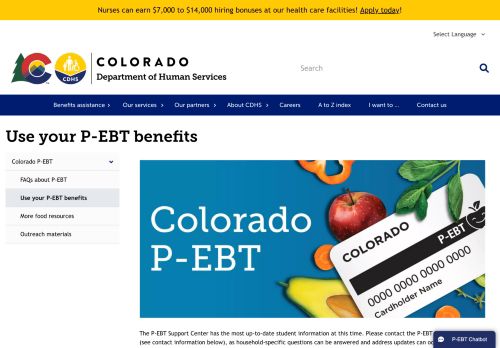 Nurses can earn $7,000 to $14,000 hiring bonuses at our health care facilities! Apply today!
Select Language
C
CDHS
COLORADO
Department of Human Services
Search
Benefits assistance
Our services
Our partners
About CDHS
Careers
A to Z index
I want to ...
Contact us
Use your P-EBT benefits
Colorado P-EBT
FAQs about P-EBT
Use your P-EBT benefits
More food resources
Outreach materials
Colorado
P-EBT
COLORADO
P-EBT
0000 0000 0000 0000
Cardholder Name
The P-EBT Support Center has the most up-to-date student information at this time. Please contact the P-EBT
(see contact information below), as household-specific questions can be answered and address updates can oc
P-EBT Chatbot